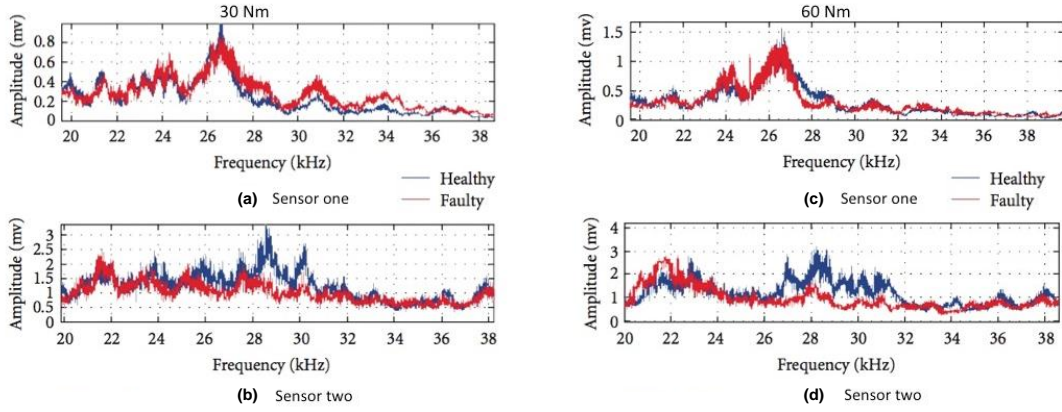 30 Nm
Amplitude (mv)
0.8
0.6
0.4
0.2
0
20 22 24 26 28 30 32 34 36 38
Frequency (kHz)
Healthy
Faulty
(a) Sensor one
Amplitude (mv)
3
2.5
2
1.5
1
0.5
0
20 22 24 26 28 30 32 34 36 38
Frequency (kHz)
(b) Sensor two
60 Nm
Amplitude (mv)
1.5
1
0.5
0
20 22 24 26 28 30 32 34 36 38
Frequency (kHz)
Healthy
Faulty
(c) Sensor one
Amplitude (mv)
4
3
2
1
0
20 22 24 26 28 30 32 34 36 38
Frequency (kHz)
(d) Sensor two